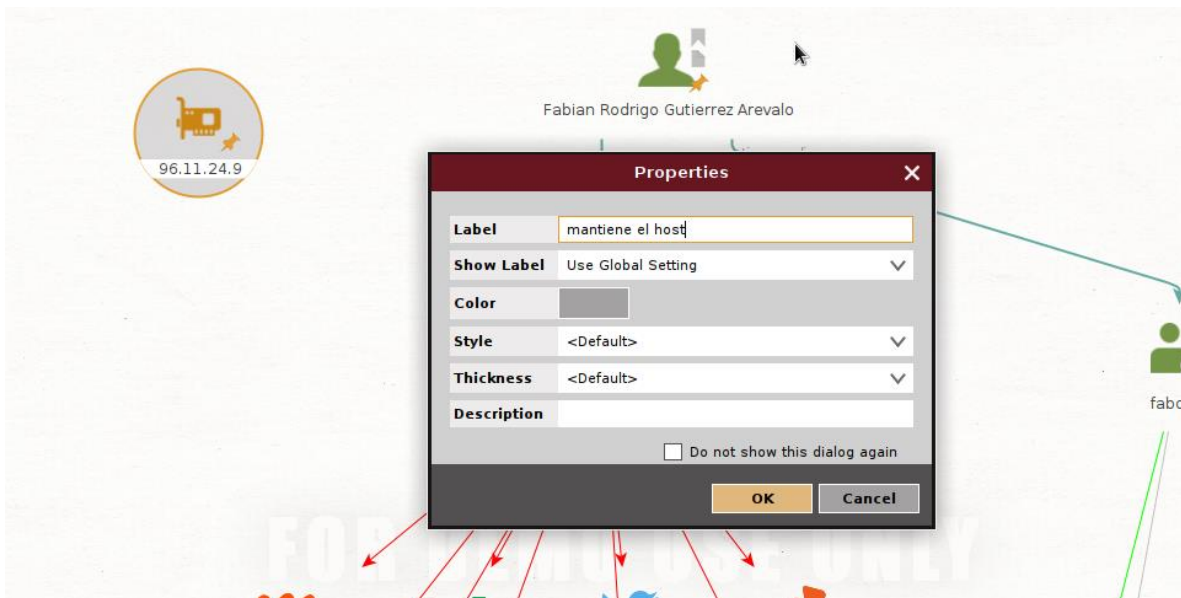 Fabian Rodrigo Gutierrez Arevalo
96.11.24.9
Properties
Label mantiene el host
Show Label Use Global Setting
Color
Style <Default>
Thickness <Default>
Description
fabo
Do not show this dialog again
OK Cancel
FOR DEMO USE ONLY